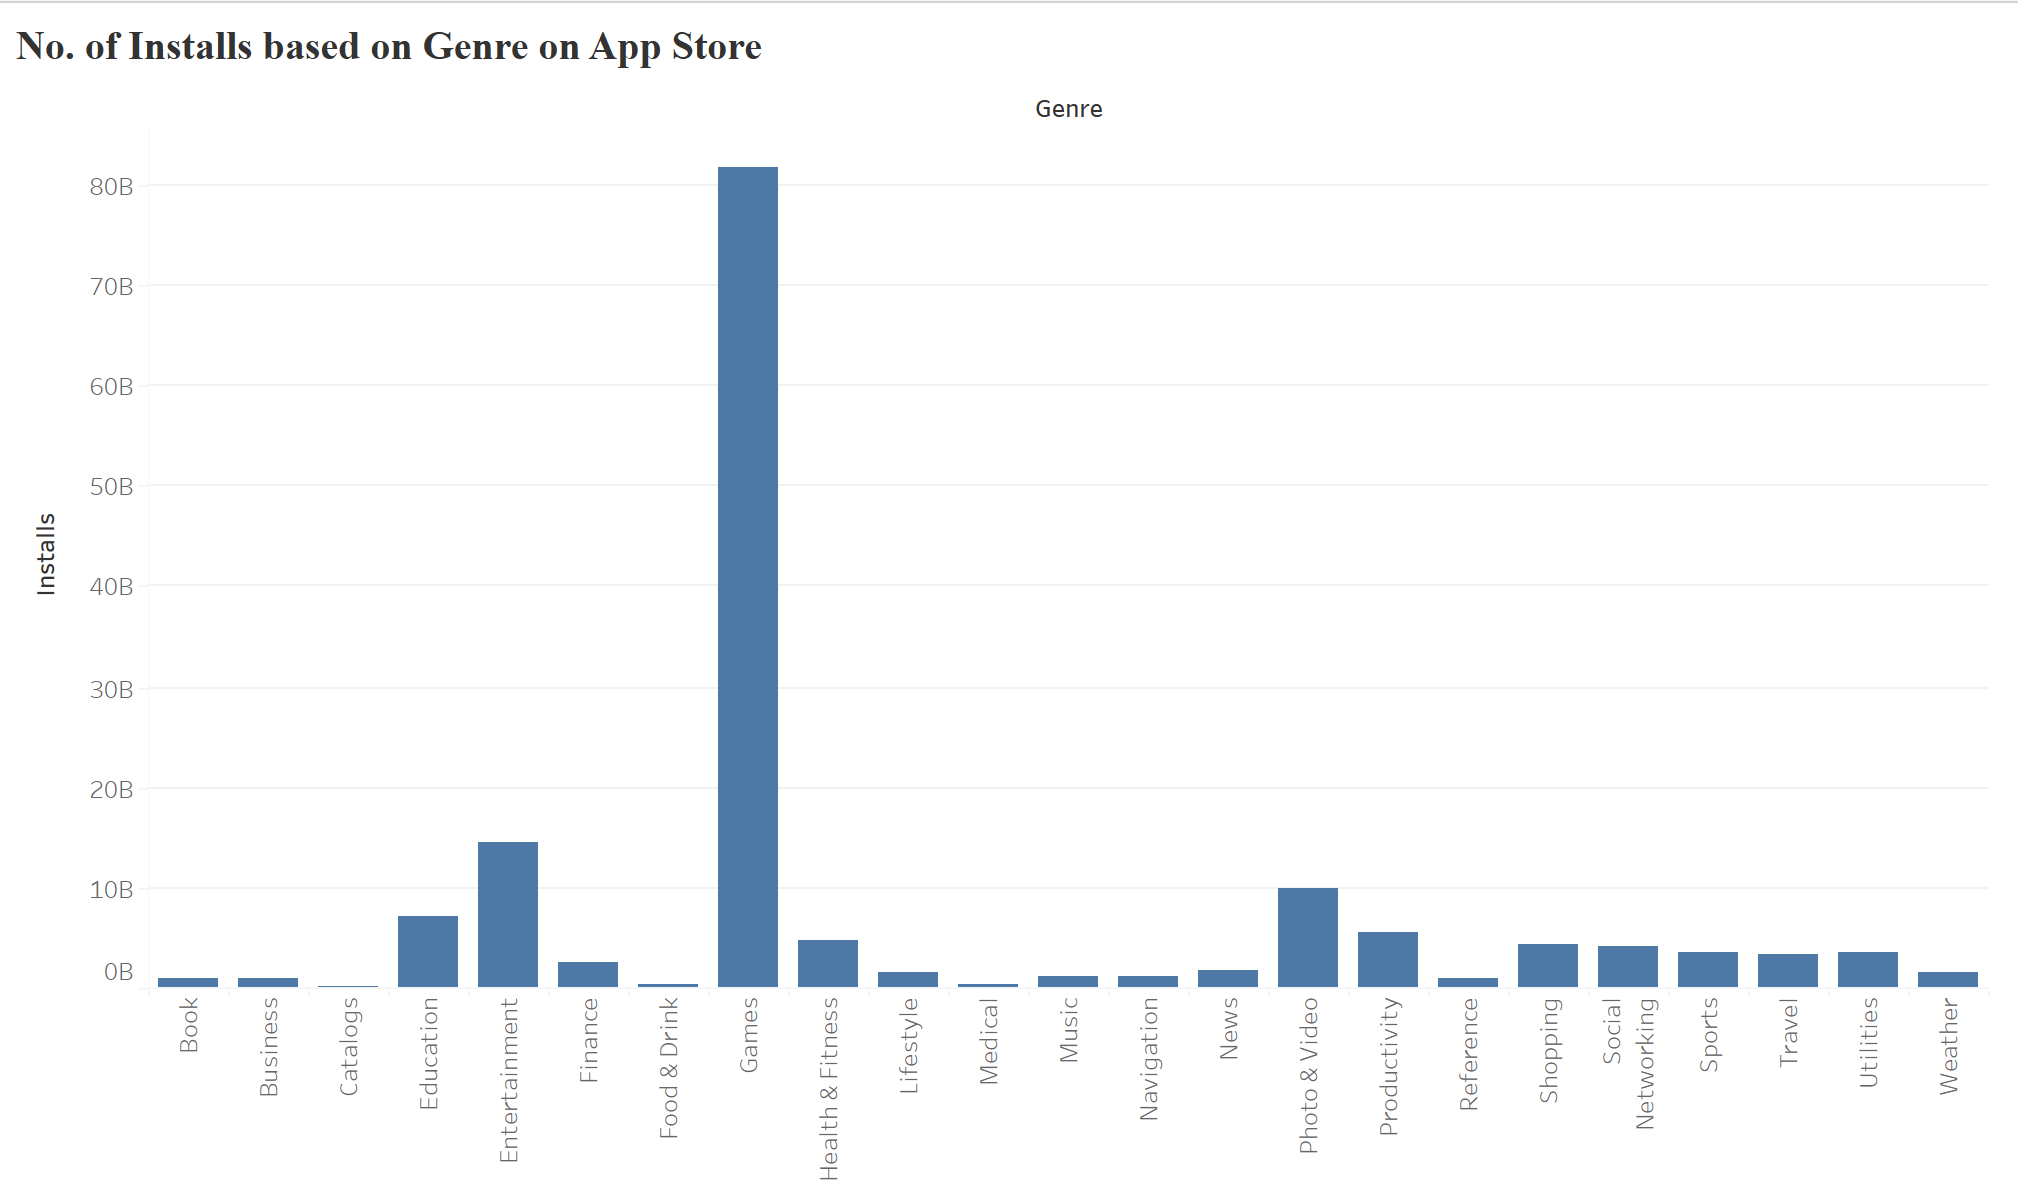 No. of Installs based on Genre on App Store
Genre
80B
70B
60B
50B
40B
30B
20B
10B
0B
Installs
Book
Business
Catalogs
Education
Entertainment
Finance
Food & Drink
Games
Health & Fitness
Lifestyle
Medical
Music
Navigation
News
Photo & Video
Productivity
Reference
Shopping
Social
Networking
Sports
Travel
Utilities
Weather